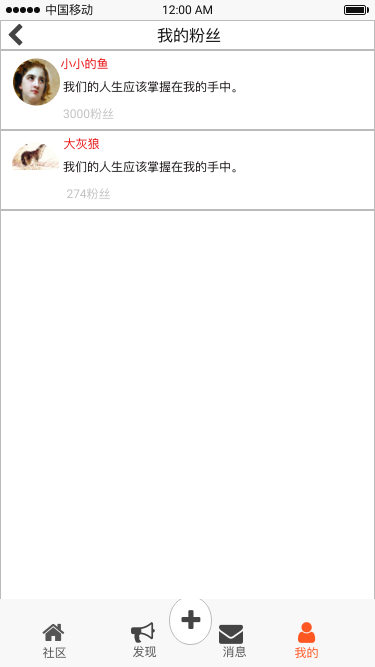 中国移动 12:00 AM
我的粉丝
小小的鱼
我们的人生应该掌握在我的手中。
3000粉丝
大灰狼
我们的人生应该掌握在我的手中。
274粉丝
社区 发现 消息 我的